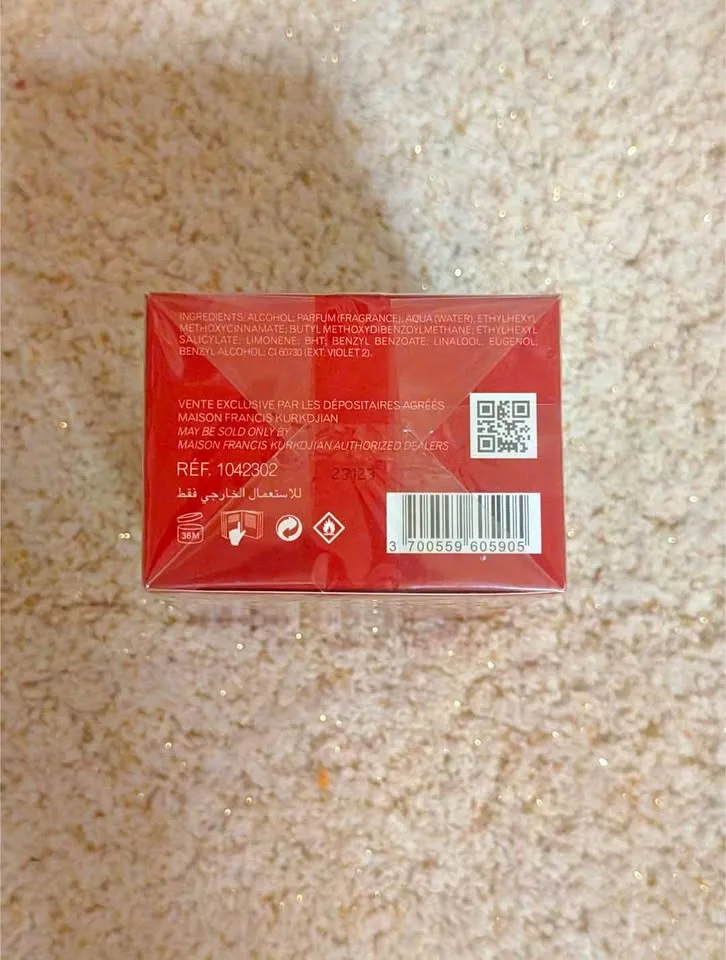 INGREDIENTS: ALCOHOL; PARFUM (FRAGRANCE); AQUA (WATER); ETHYLHEXYL
METHOXYCINNAMATE; BUTYL METHOXYDIBENZOYLMETHANE; ETHYLHEXYL
SALICYLATE; LIMONENE; BHT; BENZYL BENZOATE; LINALOOL; EUGENOL;
BENZYL ALCOHOL; CI 60730 (EXT. VIOLET 2).
VENTE EXCLUSIVE PAR LES DÉPOSITAIRES AGRÉÉS
MAISON FRANCIS KURKDJIAN
MAY BE SOLD ONLY BY
MAISON FRANCIS KURKDJIAN AUTHORIZED DEALERS
RÉF. 1042302
23123
للاستعمال الخارجي فقط
36M
3 700559 605905